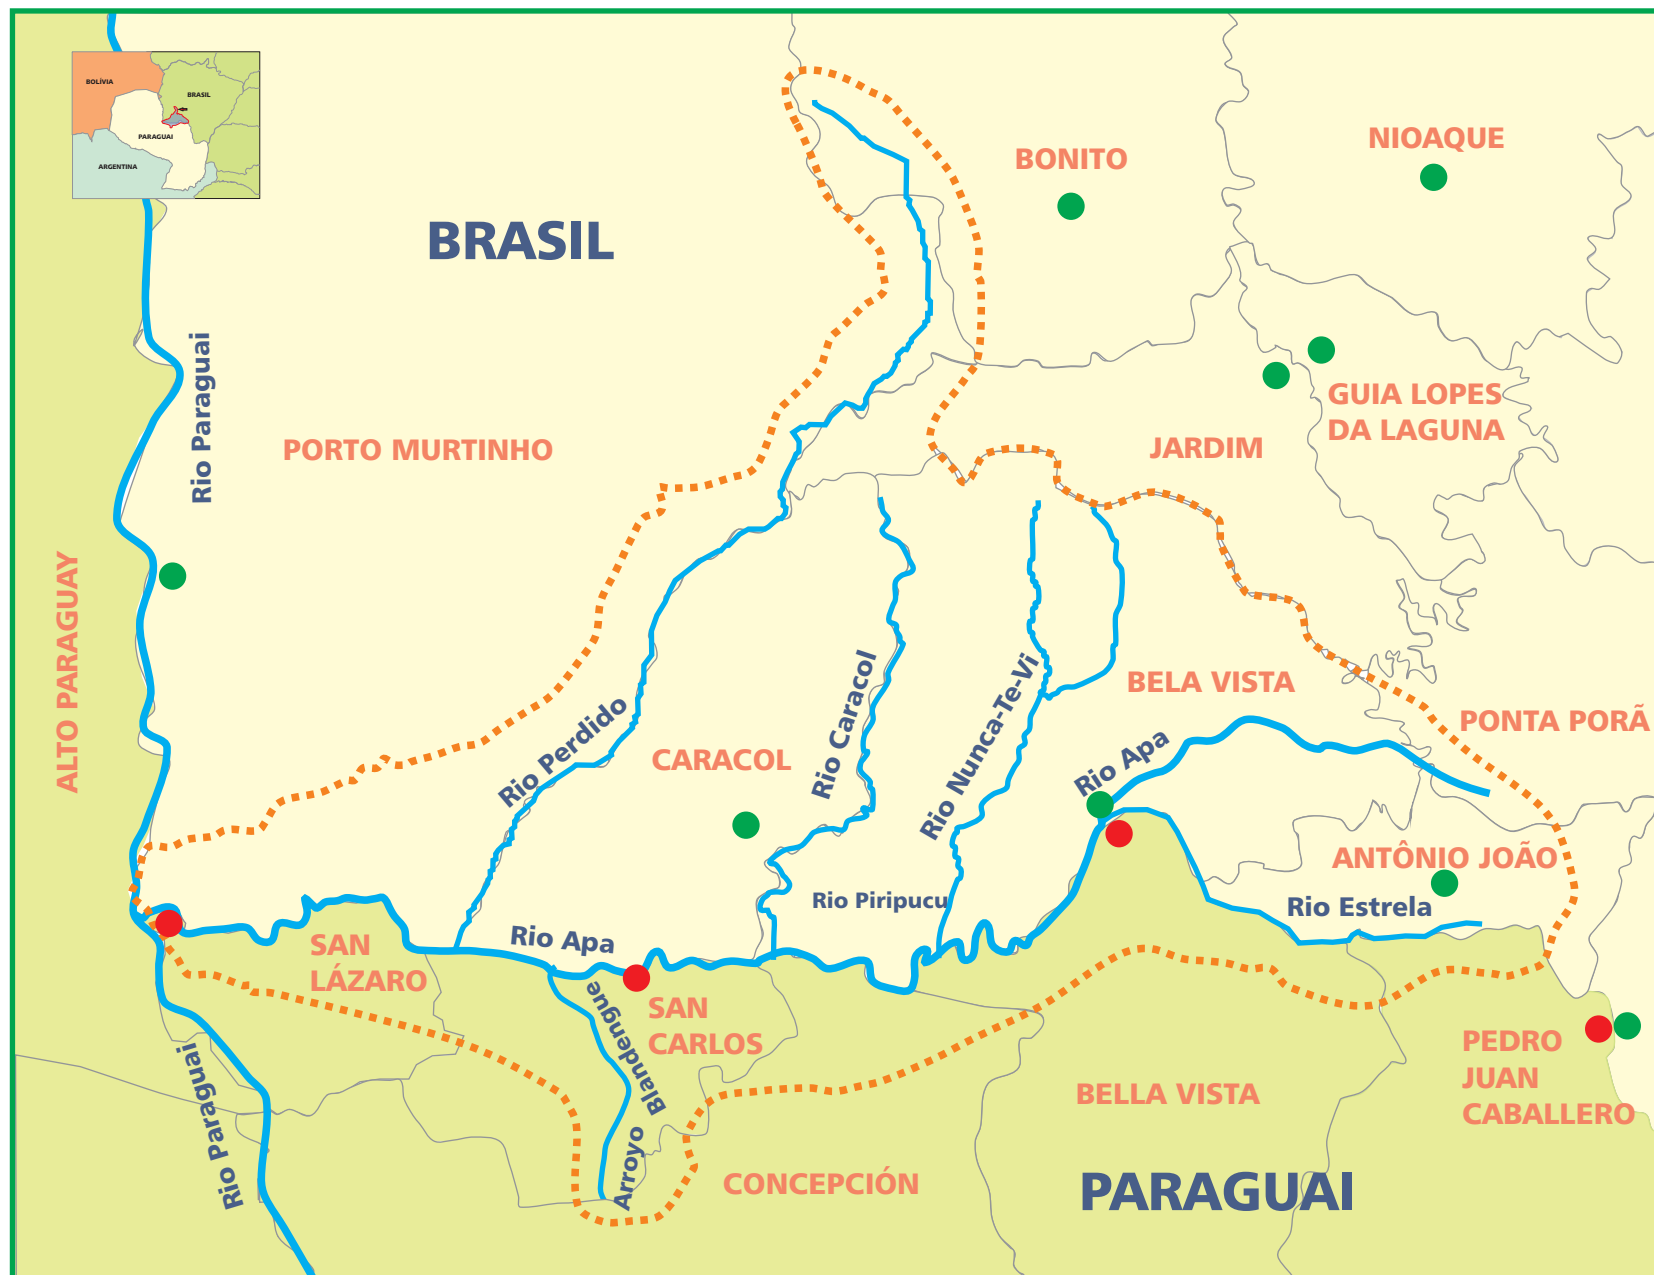 BOLÍVIA
BRASIL
PARAGUAI
ARGENTINA
BONITO
NIOAQUE
BRASIL
Rio Paraguai
PORTO MURTINHO
GUIA LOPES
DA LAGUNA
JARDIM
ALTO PARAGUAY
BELA VISTA
PONTA PORÃ
Rio Perdido
CARACOL
Rio Caracol
Rio Nunca-Te-Vi
Rio Apa
ANTÔNIO JOÃO
Rio Piripucu
Rio Estrela
SAN
LÁZARO
Rio Apa
SAN
CARLOS
Arroyo Blandengue
Rio Paraguai
PEDRO
JUAN
CABALLERO
BELLA VISTA
CONCEPCIÓN
PARAGUAI